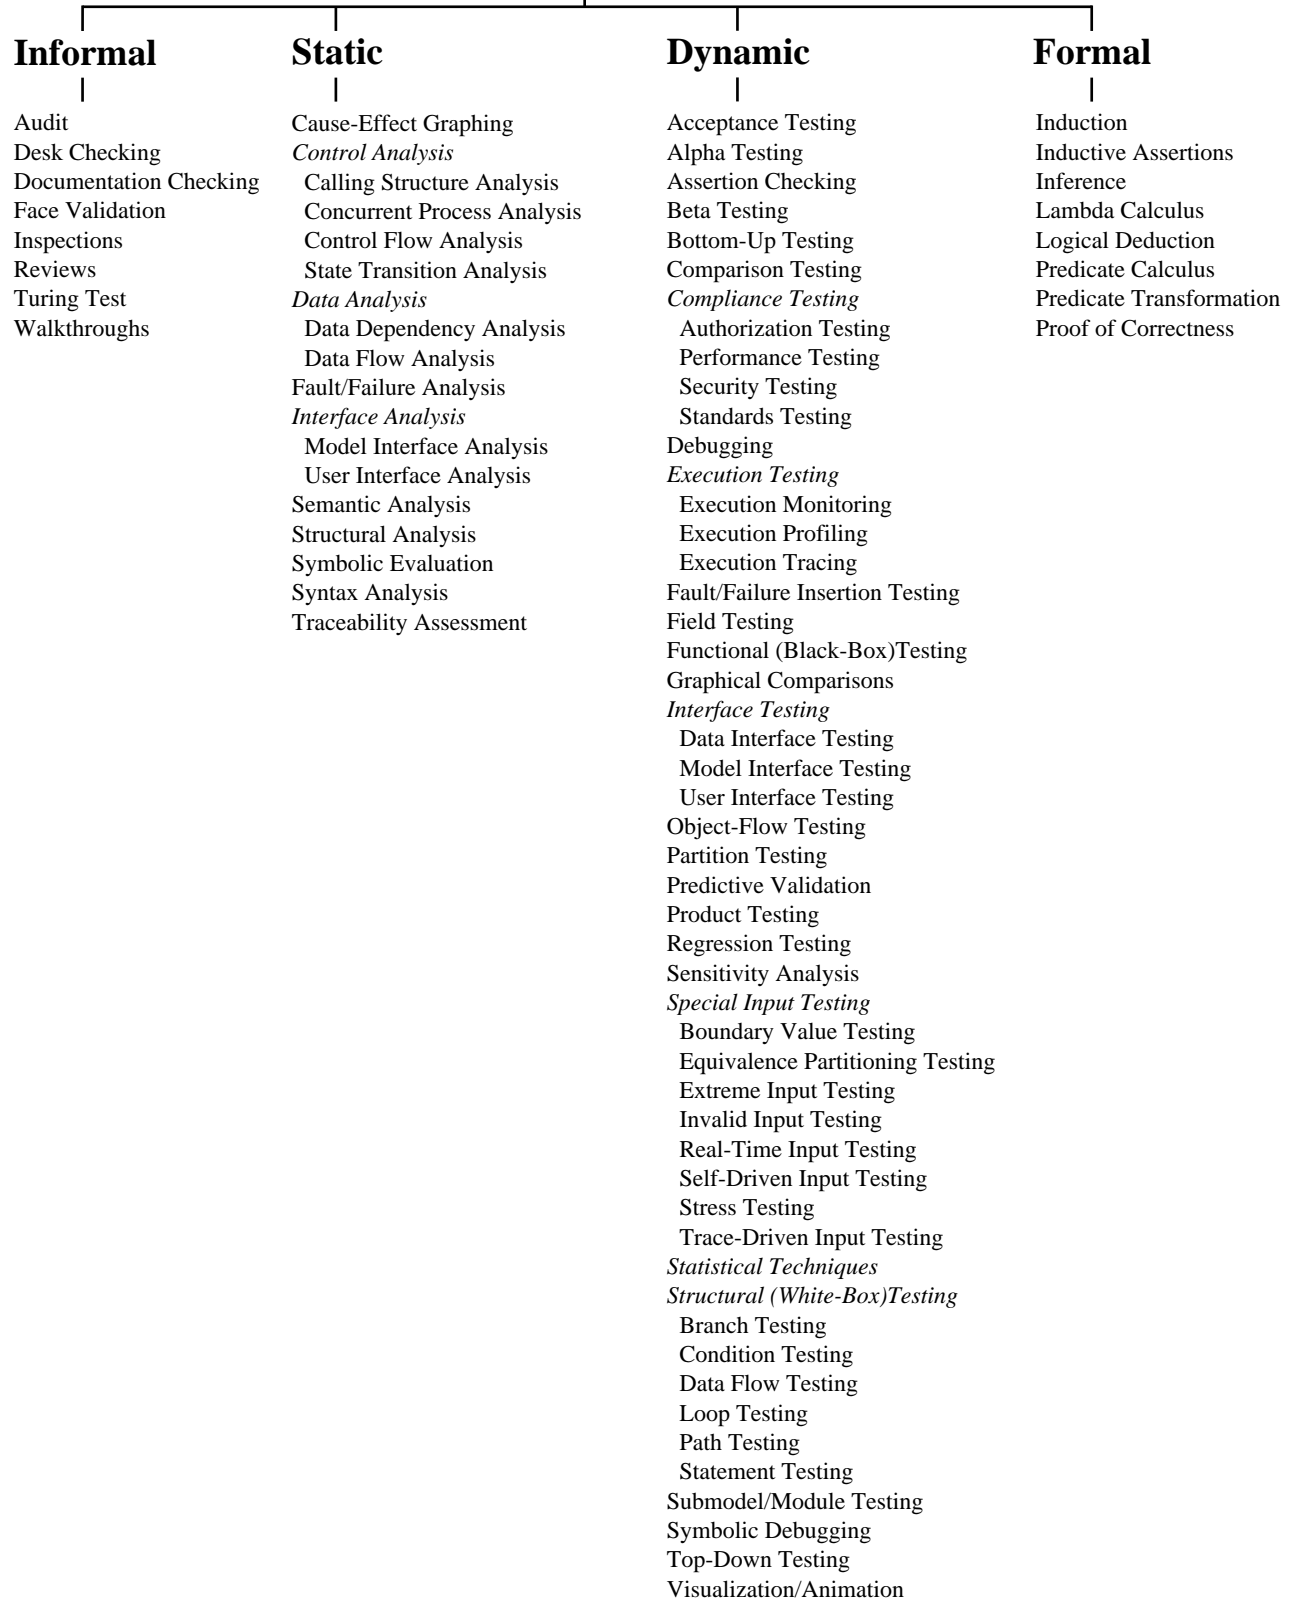 Informal
Audit
Desk Checking
Documentation Checking
Face Validation
Inspections
Reviews
Turing Test
Walkthroughs
Static
Cause-Effect Graphing
Control Analysis
Calling Structure Analysis
Concurrent Process Analysis
Control Flow Analysis
State Transition Analysis
Data Analysis
Data Dependency Analysis
Data Flow Analysis
Fault/Failure Analysis
Interface Analysis
Model Interface Analysis
User Interface Analysis
Semantic Analysis
Structural Analysis
Symbolic Evaluation
Syntax Analysis
Traceability Assessment
Dynamic
Acceptance Testing
Alpha Testing
Assertion Checking
Beta Testing
Bottom-Up Testing
Comparison Testing
Compliance Testing
Authorization Testing
Performance Testing
Security Testing
Standards Testing
Debugging
Execution Testing
Execution Monitoring
Execution Profiling
Execution Tracing
Fault/Failure Insertion Testing
Field Testing
Functional (Black-Box)Testing
Graphical Comparisons
Interface Testing
Data Interface Testing
Model Interface Testing
User Interface Testing
Object-Flow Testing
Partition Testing
Predictive Validation
Product Testing
Regression Testing
Sensitivity Analysis
Special Input Testing
Boundary Value Testing
Equivalence Partitioning Testing
Extreme Input Testing
Invalid Input Testing
Real-Time Input Testing
Self-Driven Input Testing
Stress Testing
Trace-Driven Input Testing
Statistical Techniques
Structural (White-Box)Testing
Branch Testing
Condition Testing
Data Flow Testing
Loop Testing
Path Testing
Statement Testing
Submodel/Module Testing
Symbolic Debugging
Top-Down Testing
Visualization/Animation
Formal
Induction
Inductive Assertions
Inference
Lambda Calculus
Logical Deduction
Predicate Calculus
Predicate Transformation
Proof of Correctness